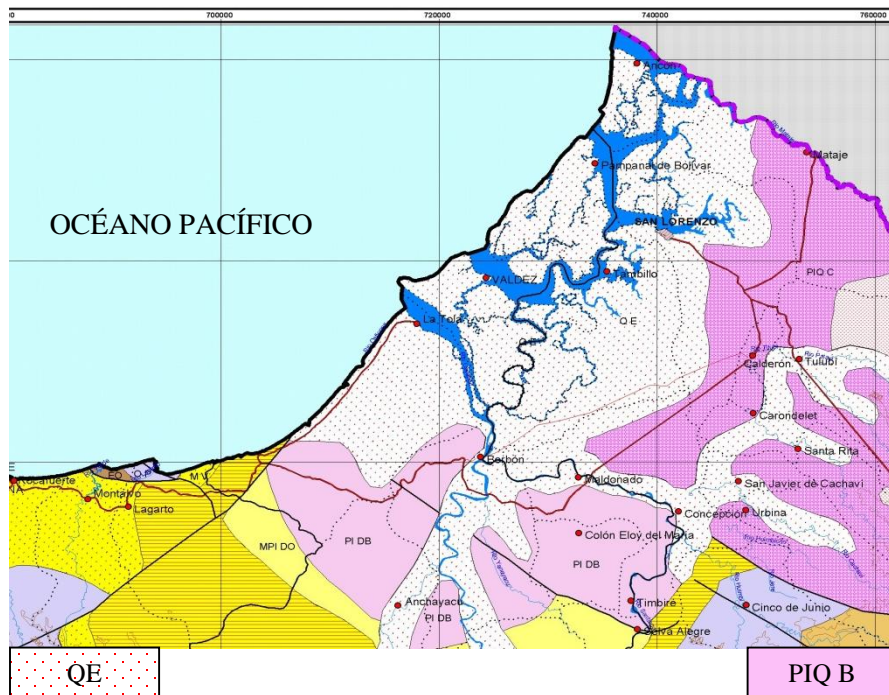 700000
720000
740000
760000
Ancón
Mataje
Pampanal de Bolívar
OCÉANO PACÍFICO
SAN LORENZO
VALDEZ
Tambillo
PIQ C
La Tola
Q E
Calderón
Tulubí
Carondelet
Borbón
Santa Rita
Rocafuerte
M V
Maldonado
San Javier de Cachaví
Montalvo
Lagarto
Concepción
Urbina
PI DB
Colón Eloy del María
MPI DO
PI DB
Anchayacu
Timbiré
Cinco de Junio
PI DB
Selva Alegre
QE
PIQ B